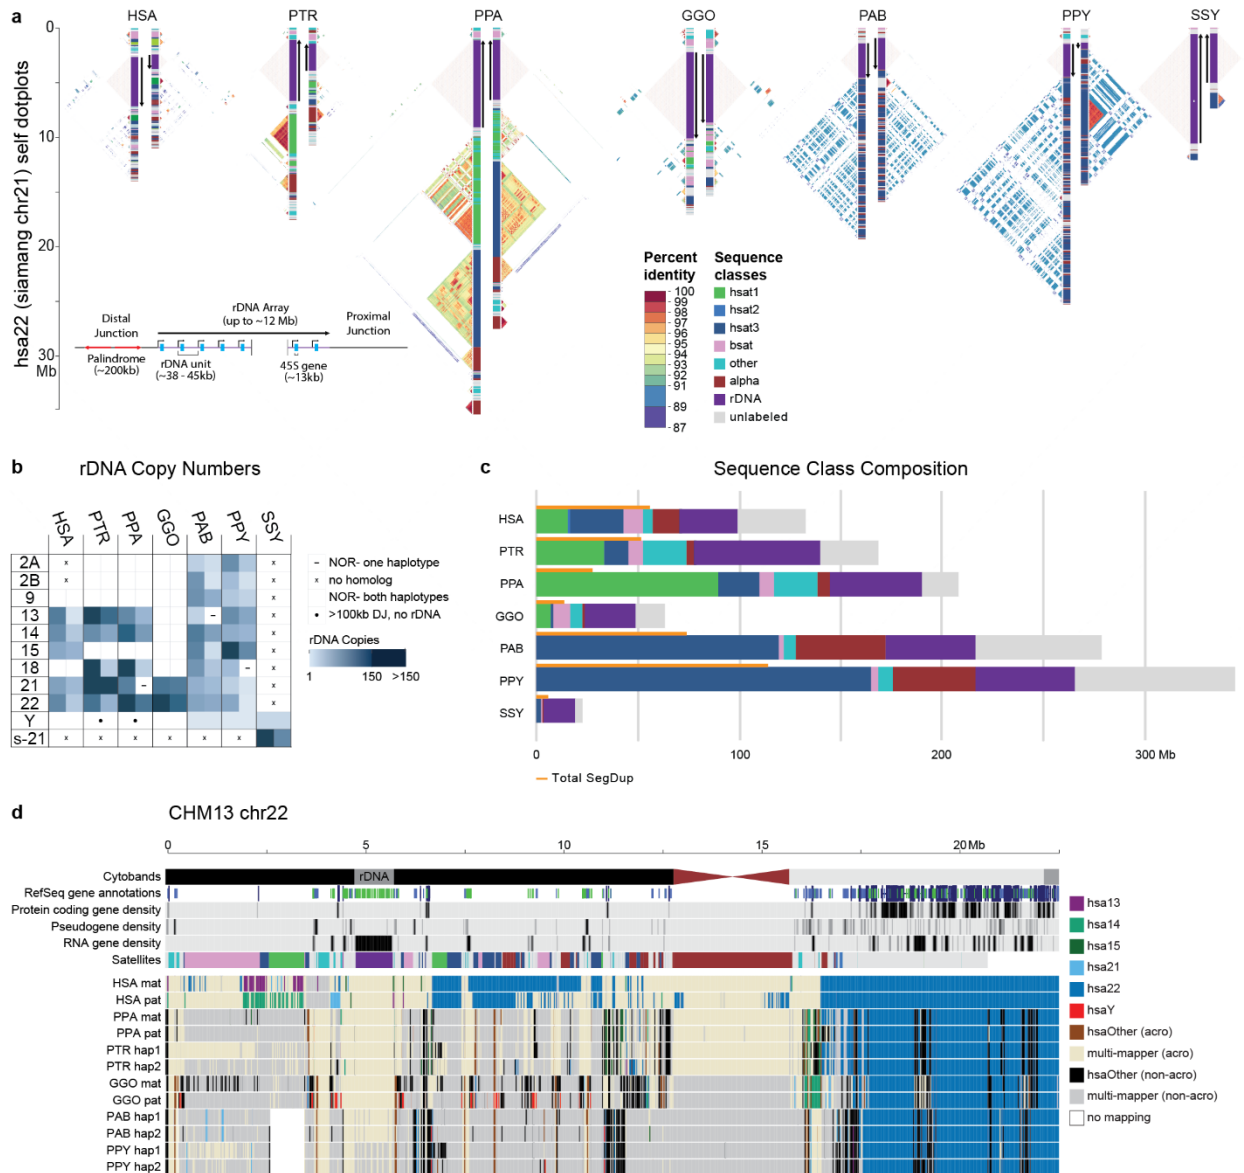 a
HSA PTR PPA GGO PAB PPY SSY
hsa22 (siamang chr21) self dotplots
0
10
20
30
Mb
Distal
Junction
rDNA Array
(up to ~12 Mb)
Proximal
Junction
Palindrome
(~200kb)
rDNA unit
(~38 - 45kb)
45S gene
(~13kb)
Percent
identity
100
99
98
97
96
95
94
93
92
91
89
87
Sequence
classes
hsat1
hsat2
hsat3
bsat
other
alpha
rDNA
unlabeled
b
rDNA Copy Numbers
HSA PTR PPA GGO PAB PPY SSY
2A x x
2B x x
9 x
13 - x
14 x
15 x
18 - x
21 - x
22 x
Y • •
s-21 x x x x x x
- NOR- one haplotype
x no homolog
NOR- both haplotypes
• >100kb DJ, no rDNA
rDNA Copies
1 150 >150
c
Sequence Class Composition
HSA
PTR
PPA
GGO
PAB
PPY
SSY
0 100 200 300 Mb
Total SegDup
d
CHM13 chr22
0 5 10 15 20Mb
Cytobands
rDNA
RefSeq gene annotations
Protein coding gene density
Pseudogene density
RNA gene density
Satellites
HSA mat
HSA pat
PPA mat
PPA pat
PTR hap1
PTR hap2
GGO mat
GGO pat
PAB hap1
PAB hap2
PPY hap1
PPY hap2
hsa13
hsa14
hsa15
hsa21
hsa22
hsaY
hsaOther (acro)
multi-mapper (acro)
hsaOther (non-acro)
multi-mapper (non-acro)
no mapping